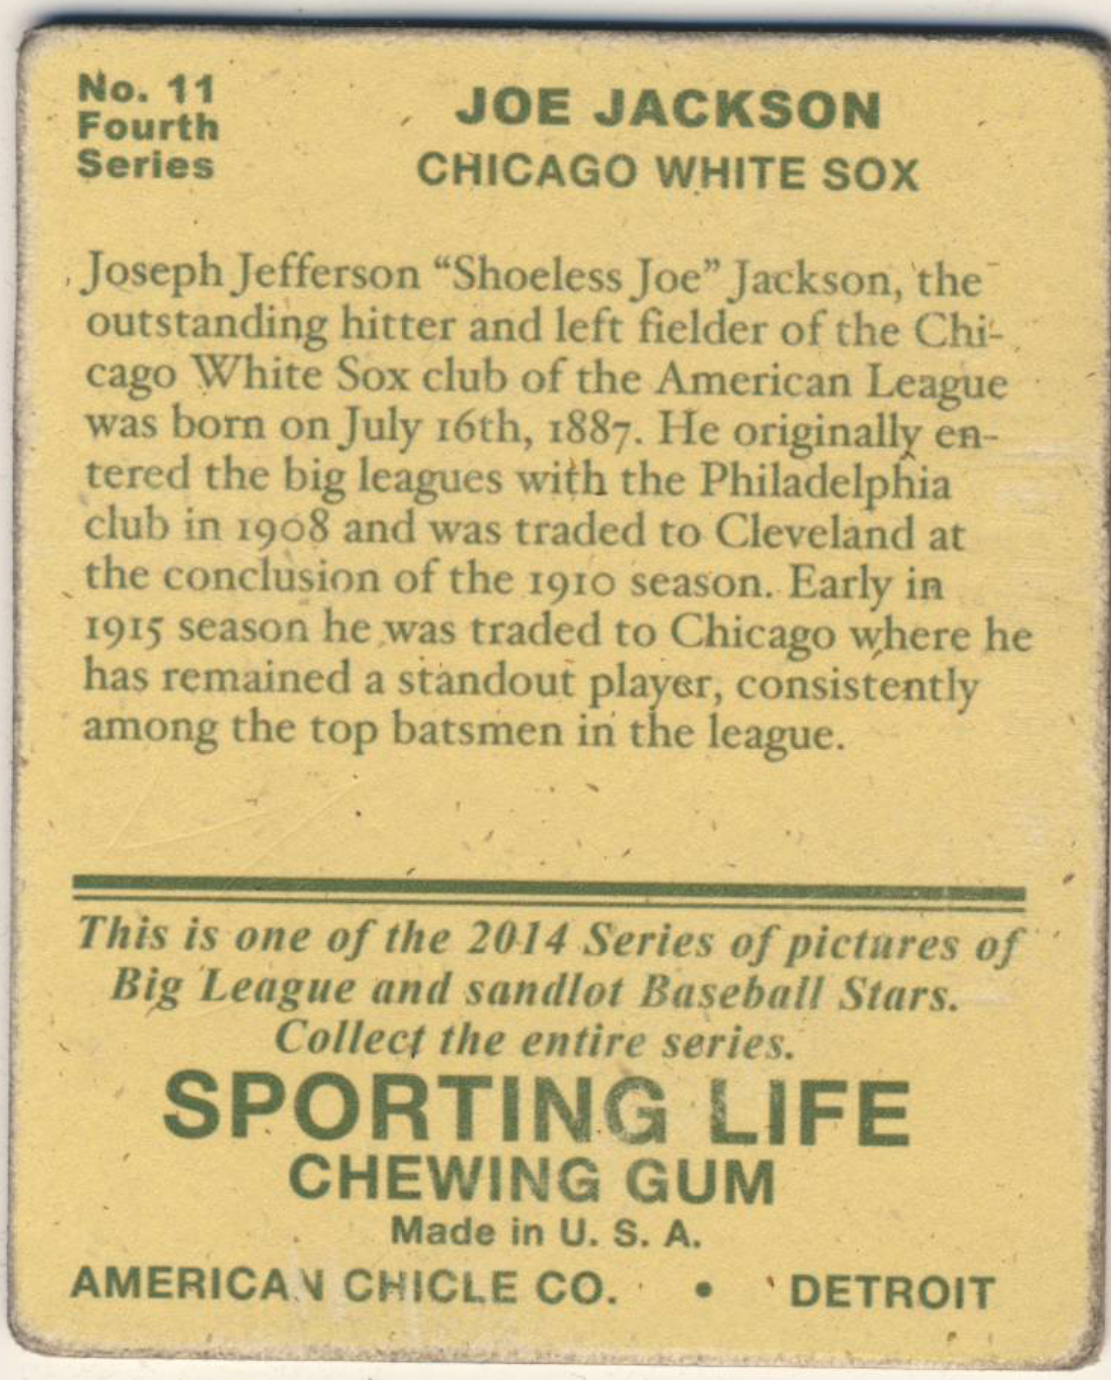 No. 11
Fourth
Series
JOE JACKSON
CHICAGO WHITE SOX
Joseph Jefferson “Shoeless Joe” Jackson, the
outstanding hitter and left fielder of the Chi-
cago White Sox club of the American League
was born on July 16th, 1887. He originally en-
tered the big leagues with the Philadelphia
club in 1908 and was traded to Cleveland at
the conclusion of the 1910 season. Early in
1915 season he was traded to Chicago where he
has remained a standout player, consistently
among the top batsmen in the league.
This is one of the 2014 Series of pictures of
Big League and sandlot Baseball Stars.
Collect the entire series.
SPORTING LIFE
CHEWING GUM
Made in U. S. A.
AMERICAN CHICLE CO. • DETROIT